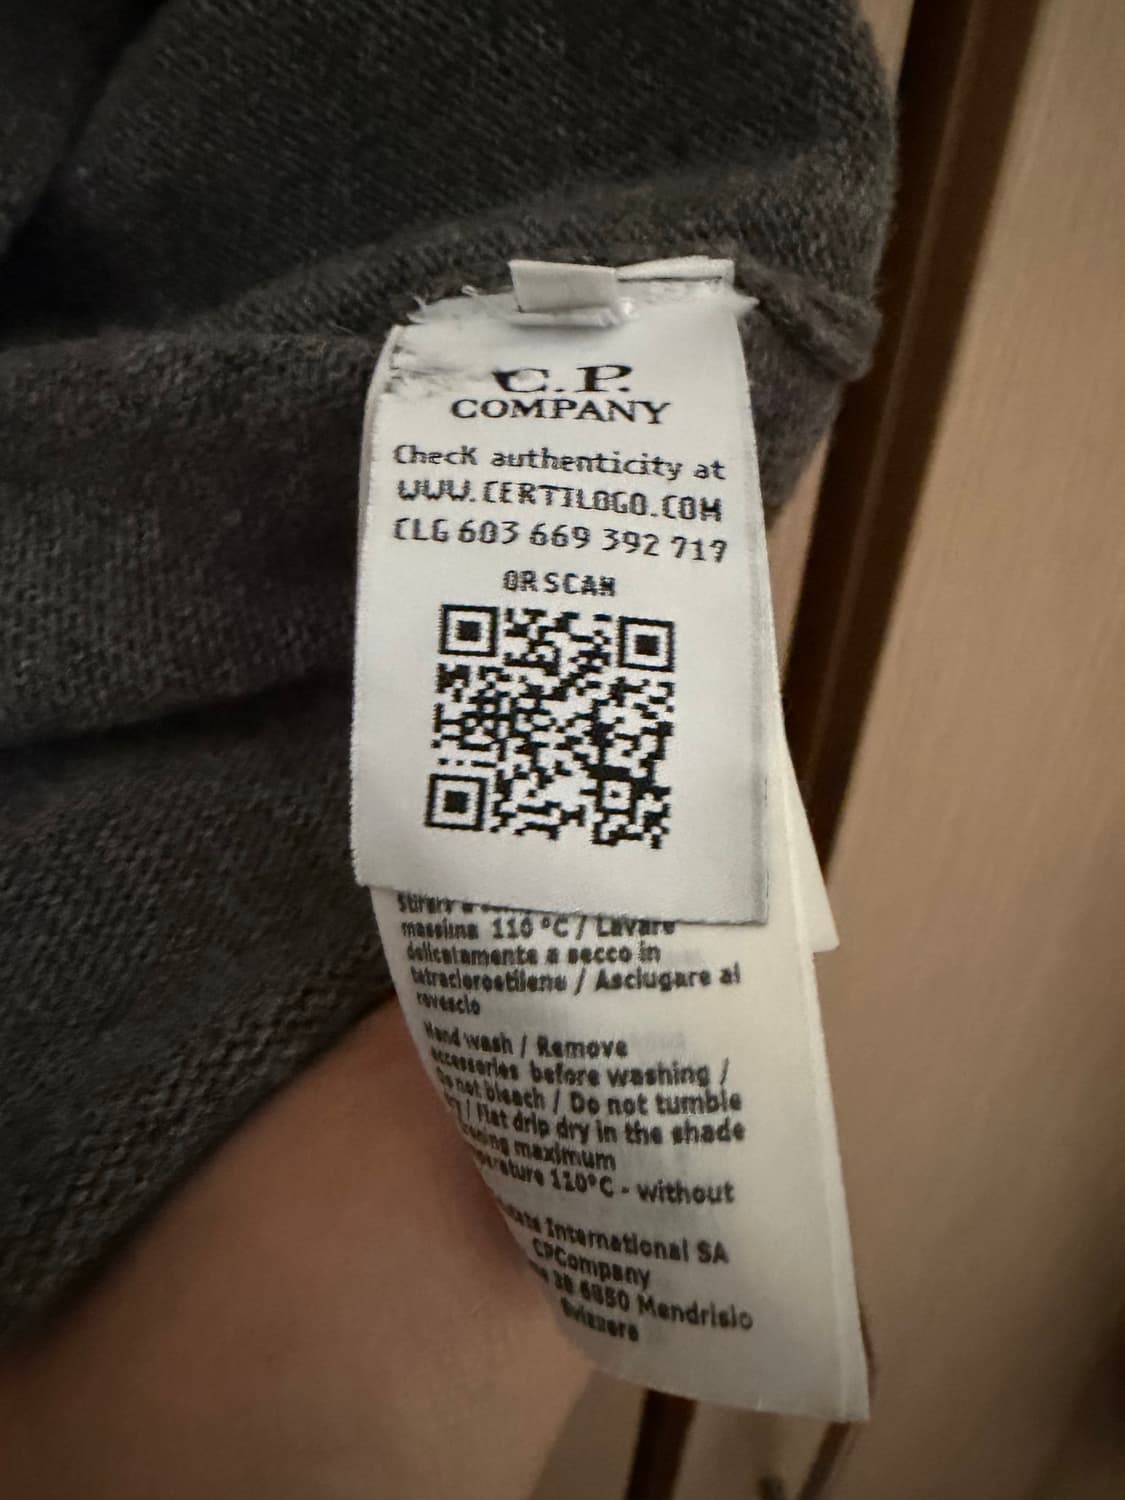 C.P.
COMPANY
Check authenticity at
WWW.CERTILOGO.COM
CLG 603 669 392 717
OR SCAN
massima 110 °C / Lavare
delicatamente a secco in
tetracloroetilene / Asciugare al
rovescio
Hand wash / Remove
accessories before washing /
Do not bleach / Do not tumble
/ Flat drip dry in the shade
maximum
110°C - without
International SA
CPCompany
38 6850 Mendrisio
Svizzera